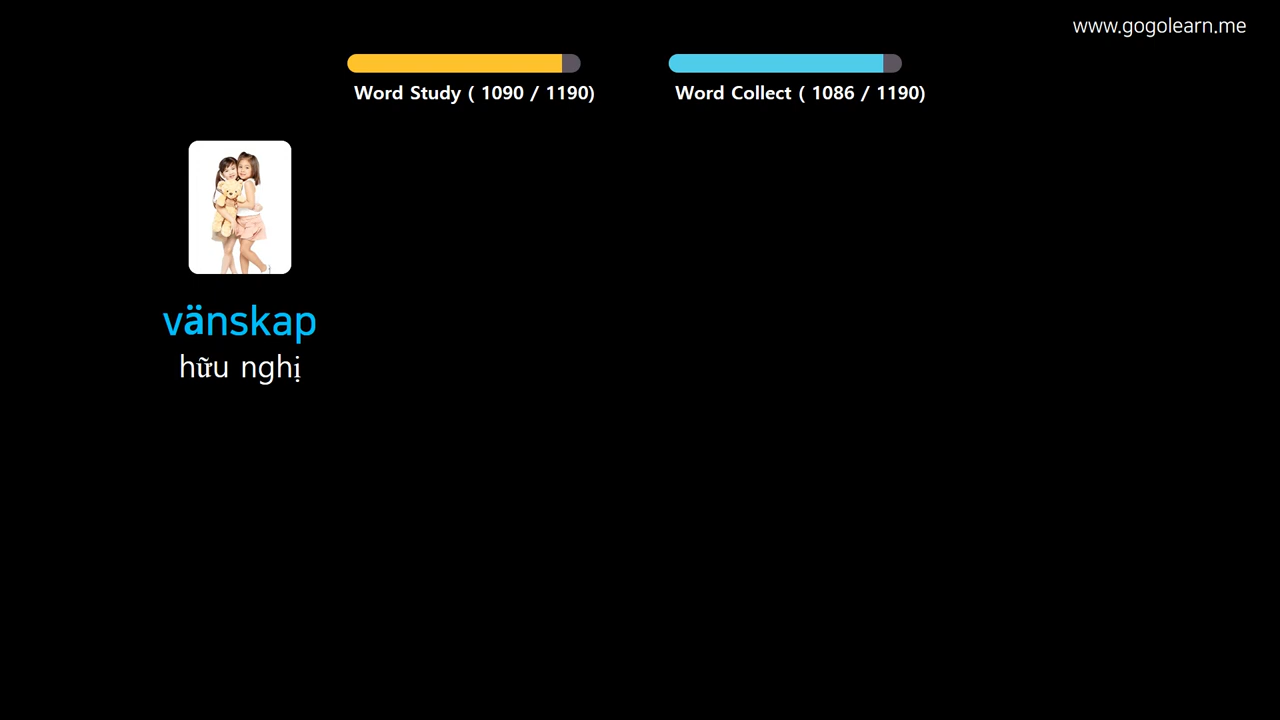 www.gogolearn.me
Word Study ( 1090 / 1190)
Word Collect ( 1086 / 1190)
vänskap
hữu nghị